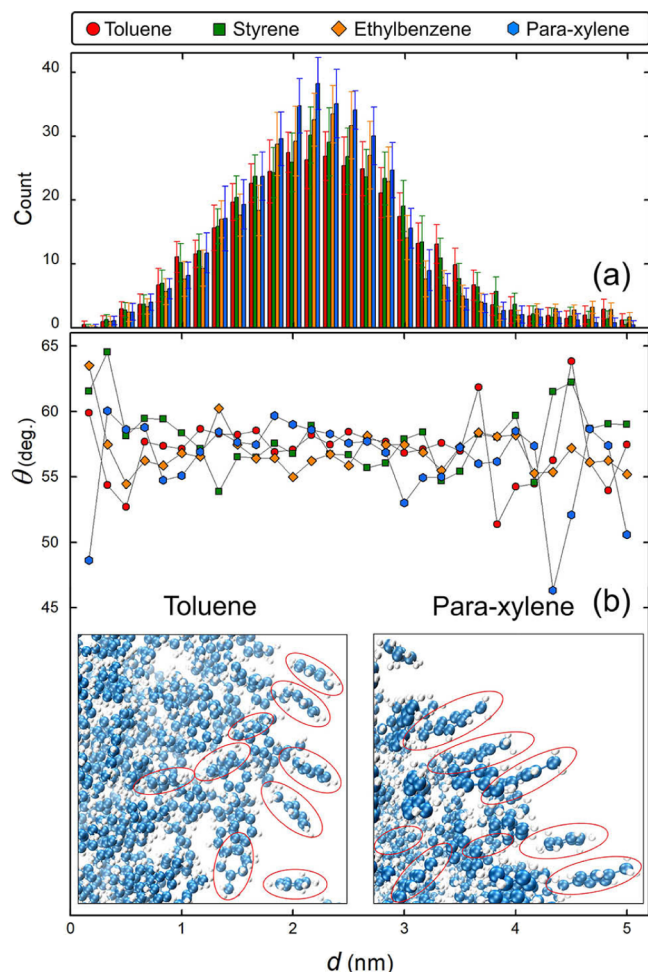 Toluene Styrene Ethylbenzene Para-xylene
40
30
20
10
0
Count
(a)
65
60
55
50
45
θ (deg.)
(b)
Toluene Para-xylene
0 1 2 3 4 5
d (nm)